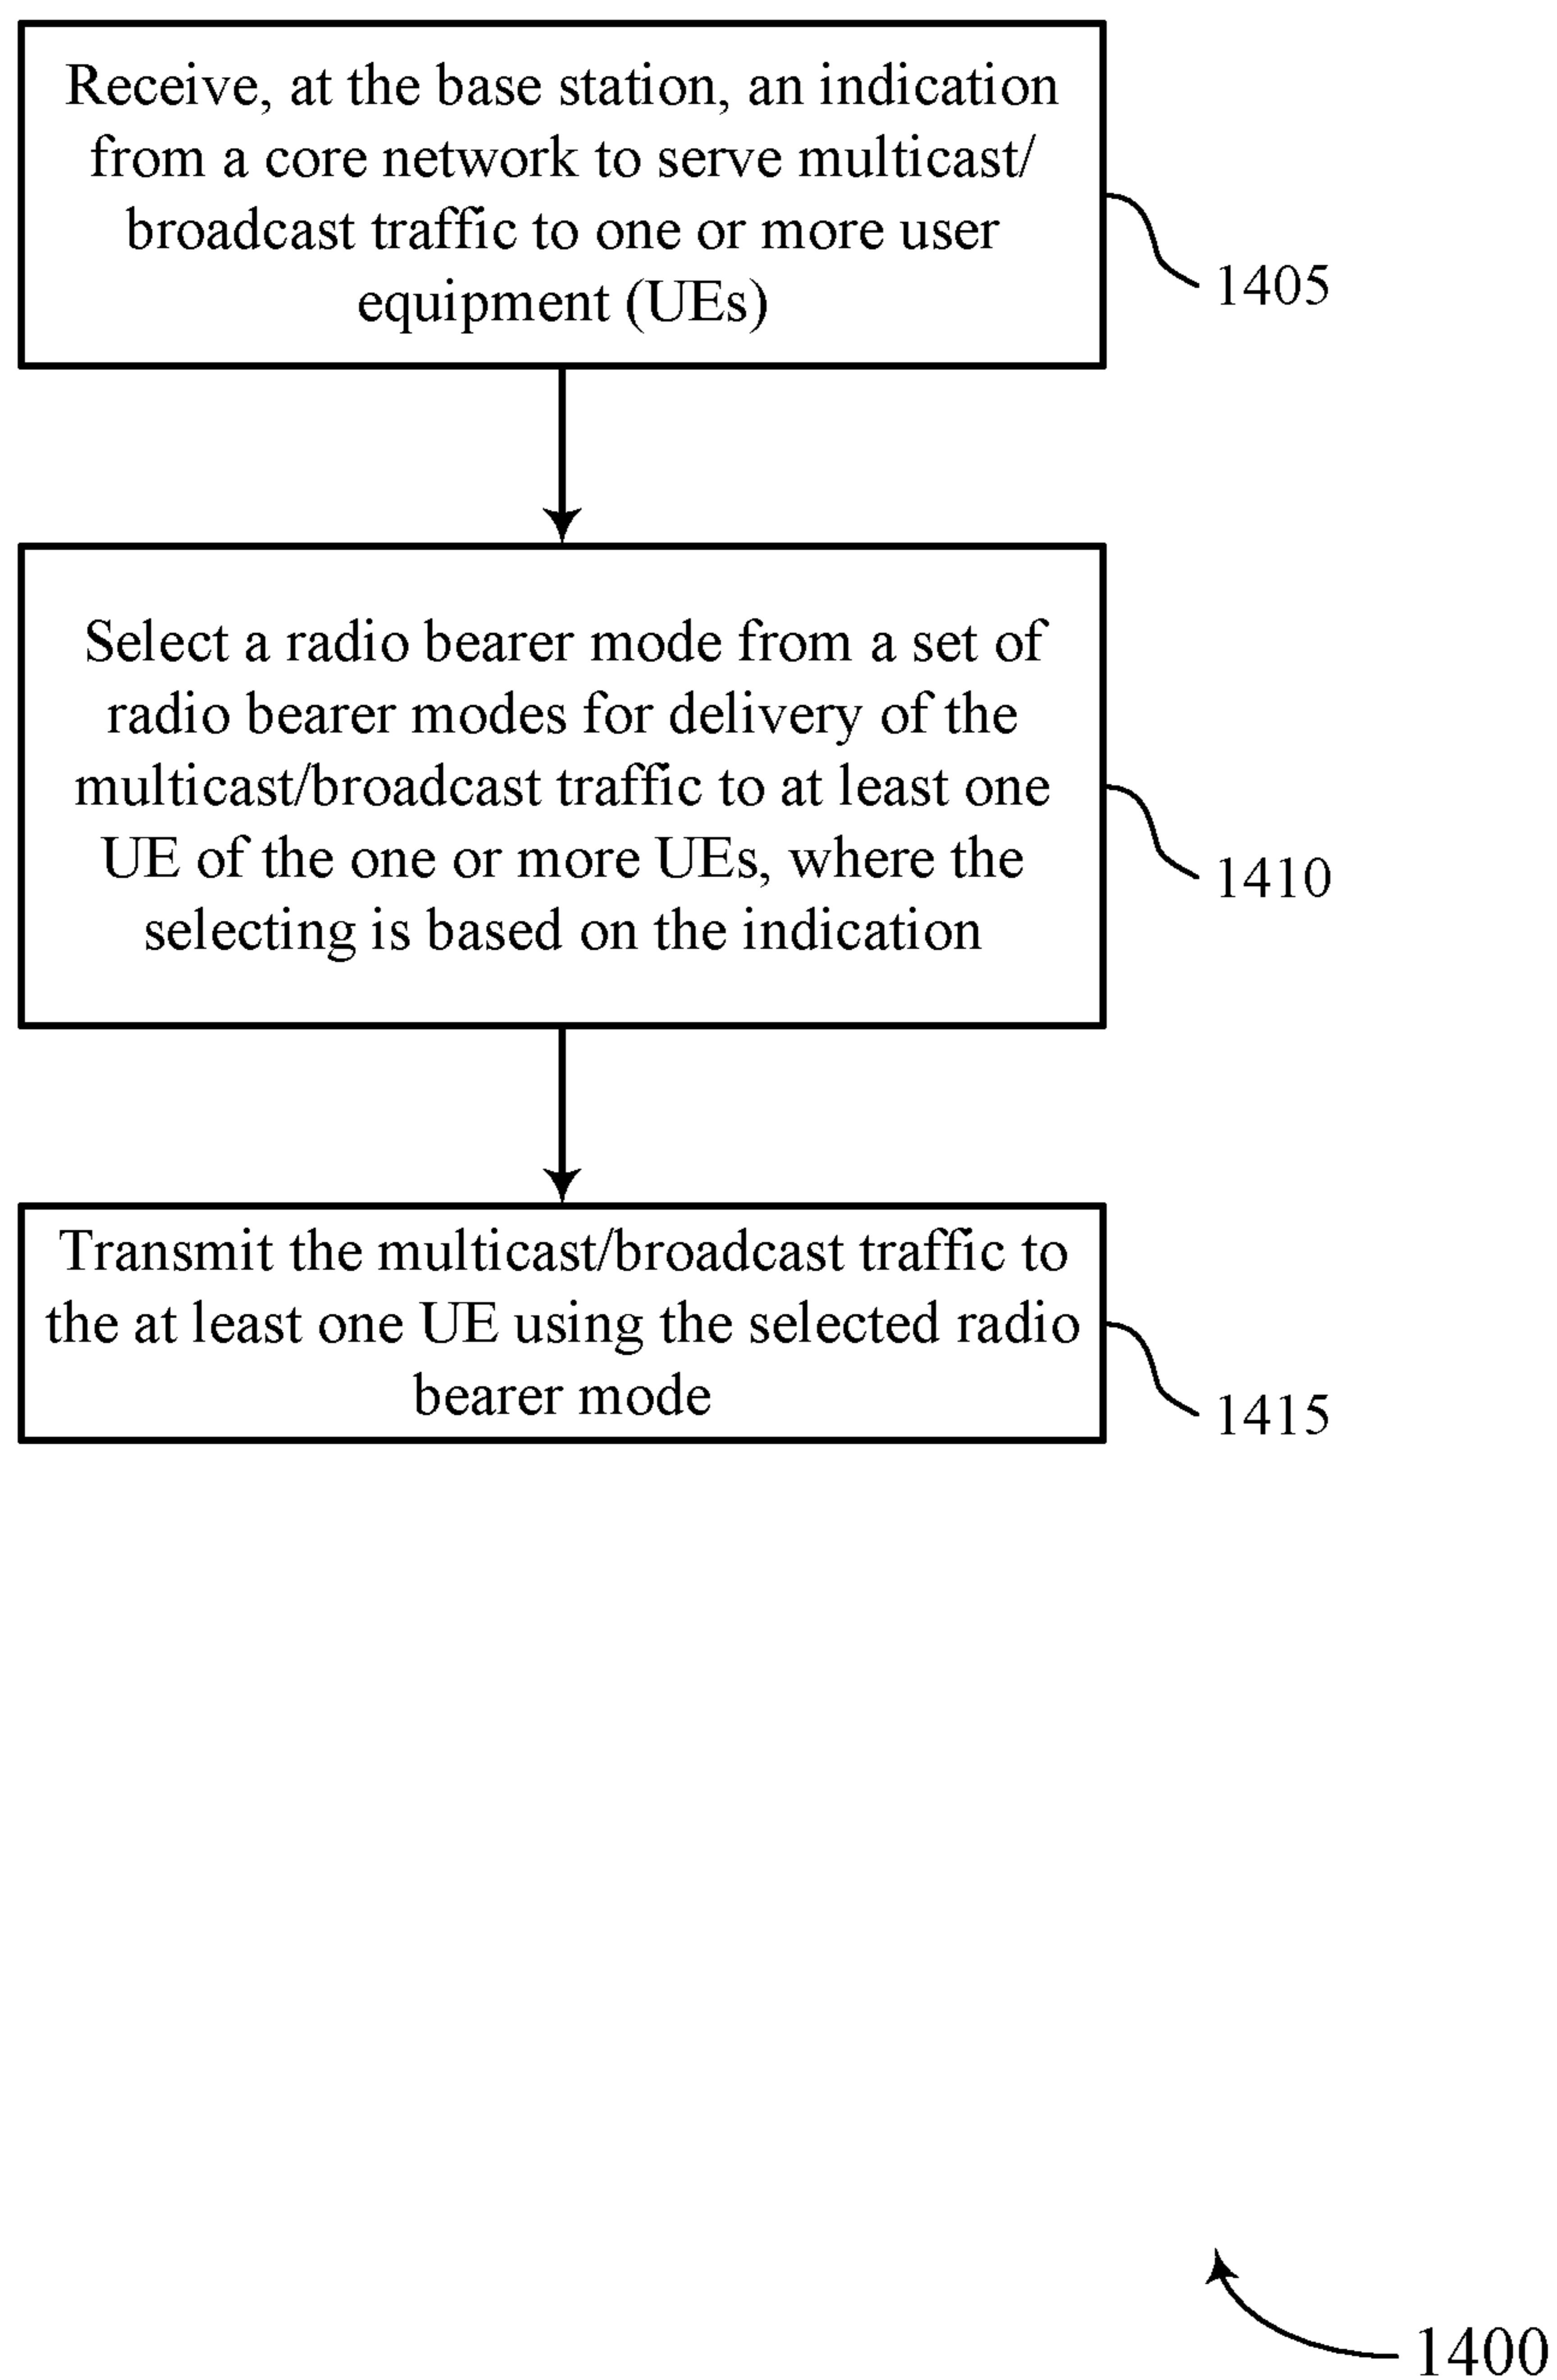 Receive, at the base station, an indication
from a core network to serve multicast/
broadcast traffic to one or more user
equipment (UEs)
1405
Select a radio bearer mode from a set of
radio bearer modes for delivery of the
multicast/broadcast traffic to at least one
UE of the one or more UEs, where the
selecting is based on the indication
1410
Transmit the multicast/broadcast traffic to
the at least one UE using the selected radio
bearer mode
1415
1400